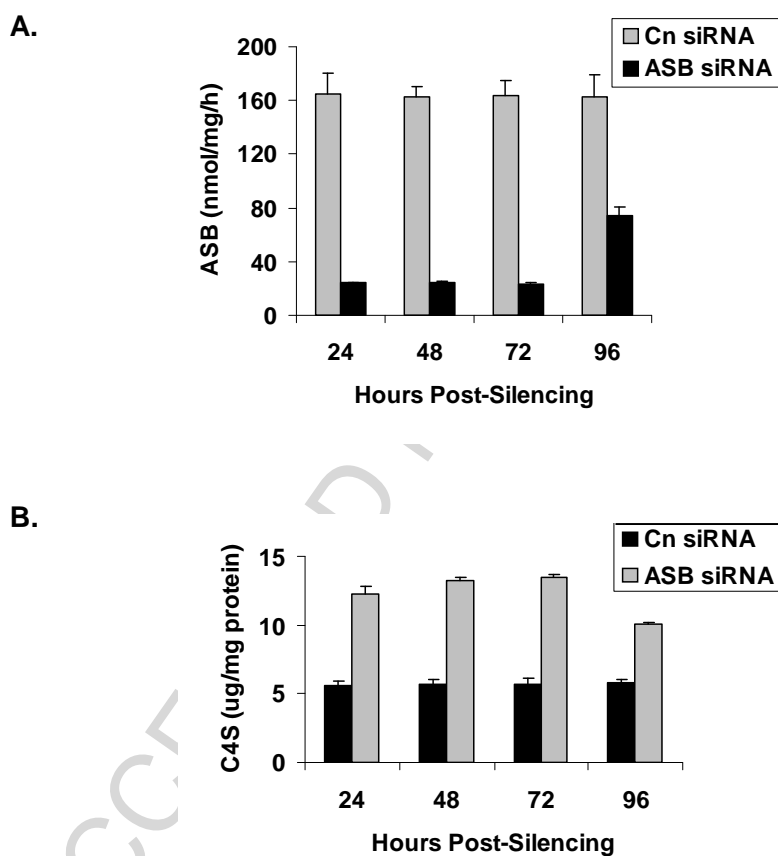 A.
Cn siRNA
ASB siRNA
200
160
120
80
40
0
ASB (nmol/mg/h)
24 48 72 96
Hours Post-Silencing
B.
Cn siRNA
ASB siRNA
15
10
5
0
C4S (ug/mg protein)
24 48 72 96
Hours Post-Silencing